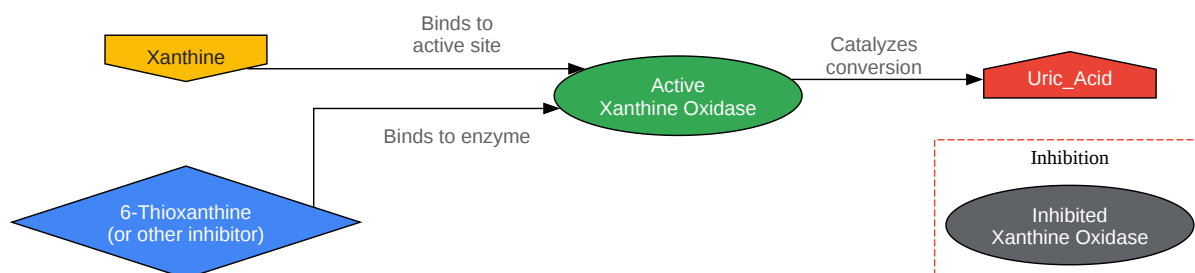 Xanthine
Binds to
active site
Active
Xanthine Oxidase
Catalyzes
conversion
Uric_Acid
Binds to enzyme
6-Thioxanthine
(or other inhibitor)
Inhibition
Inhibited
Xanthine Oxidase